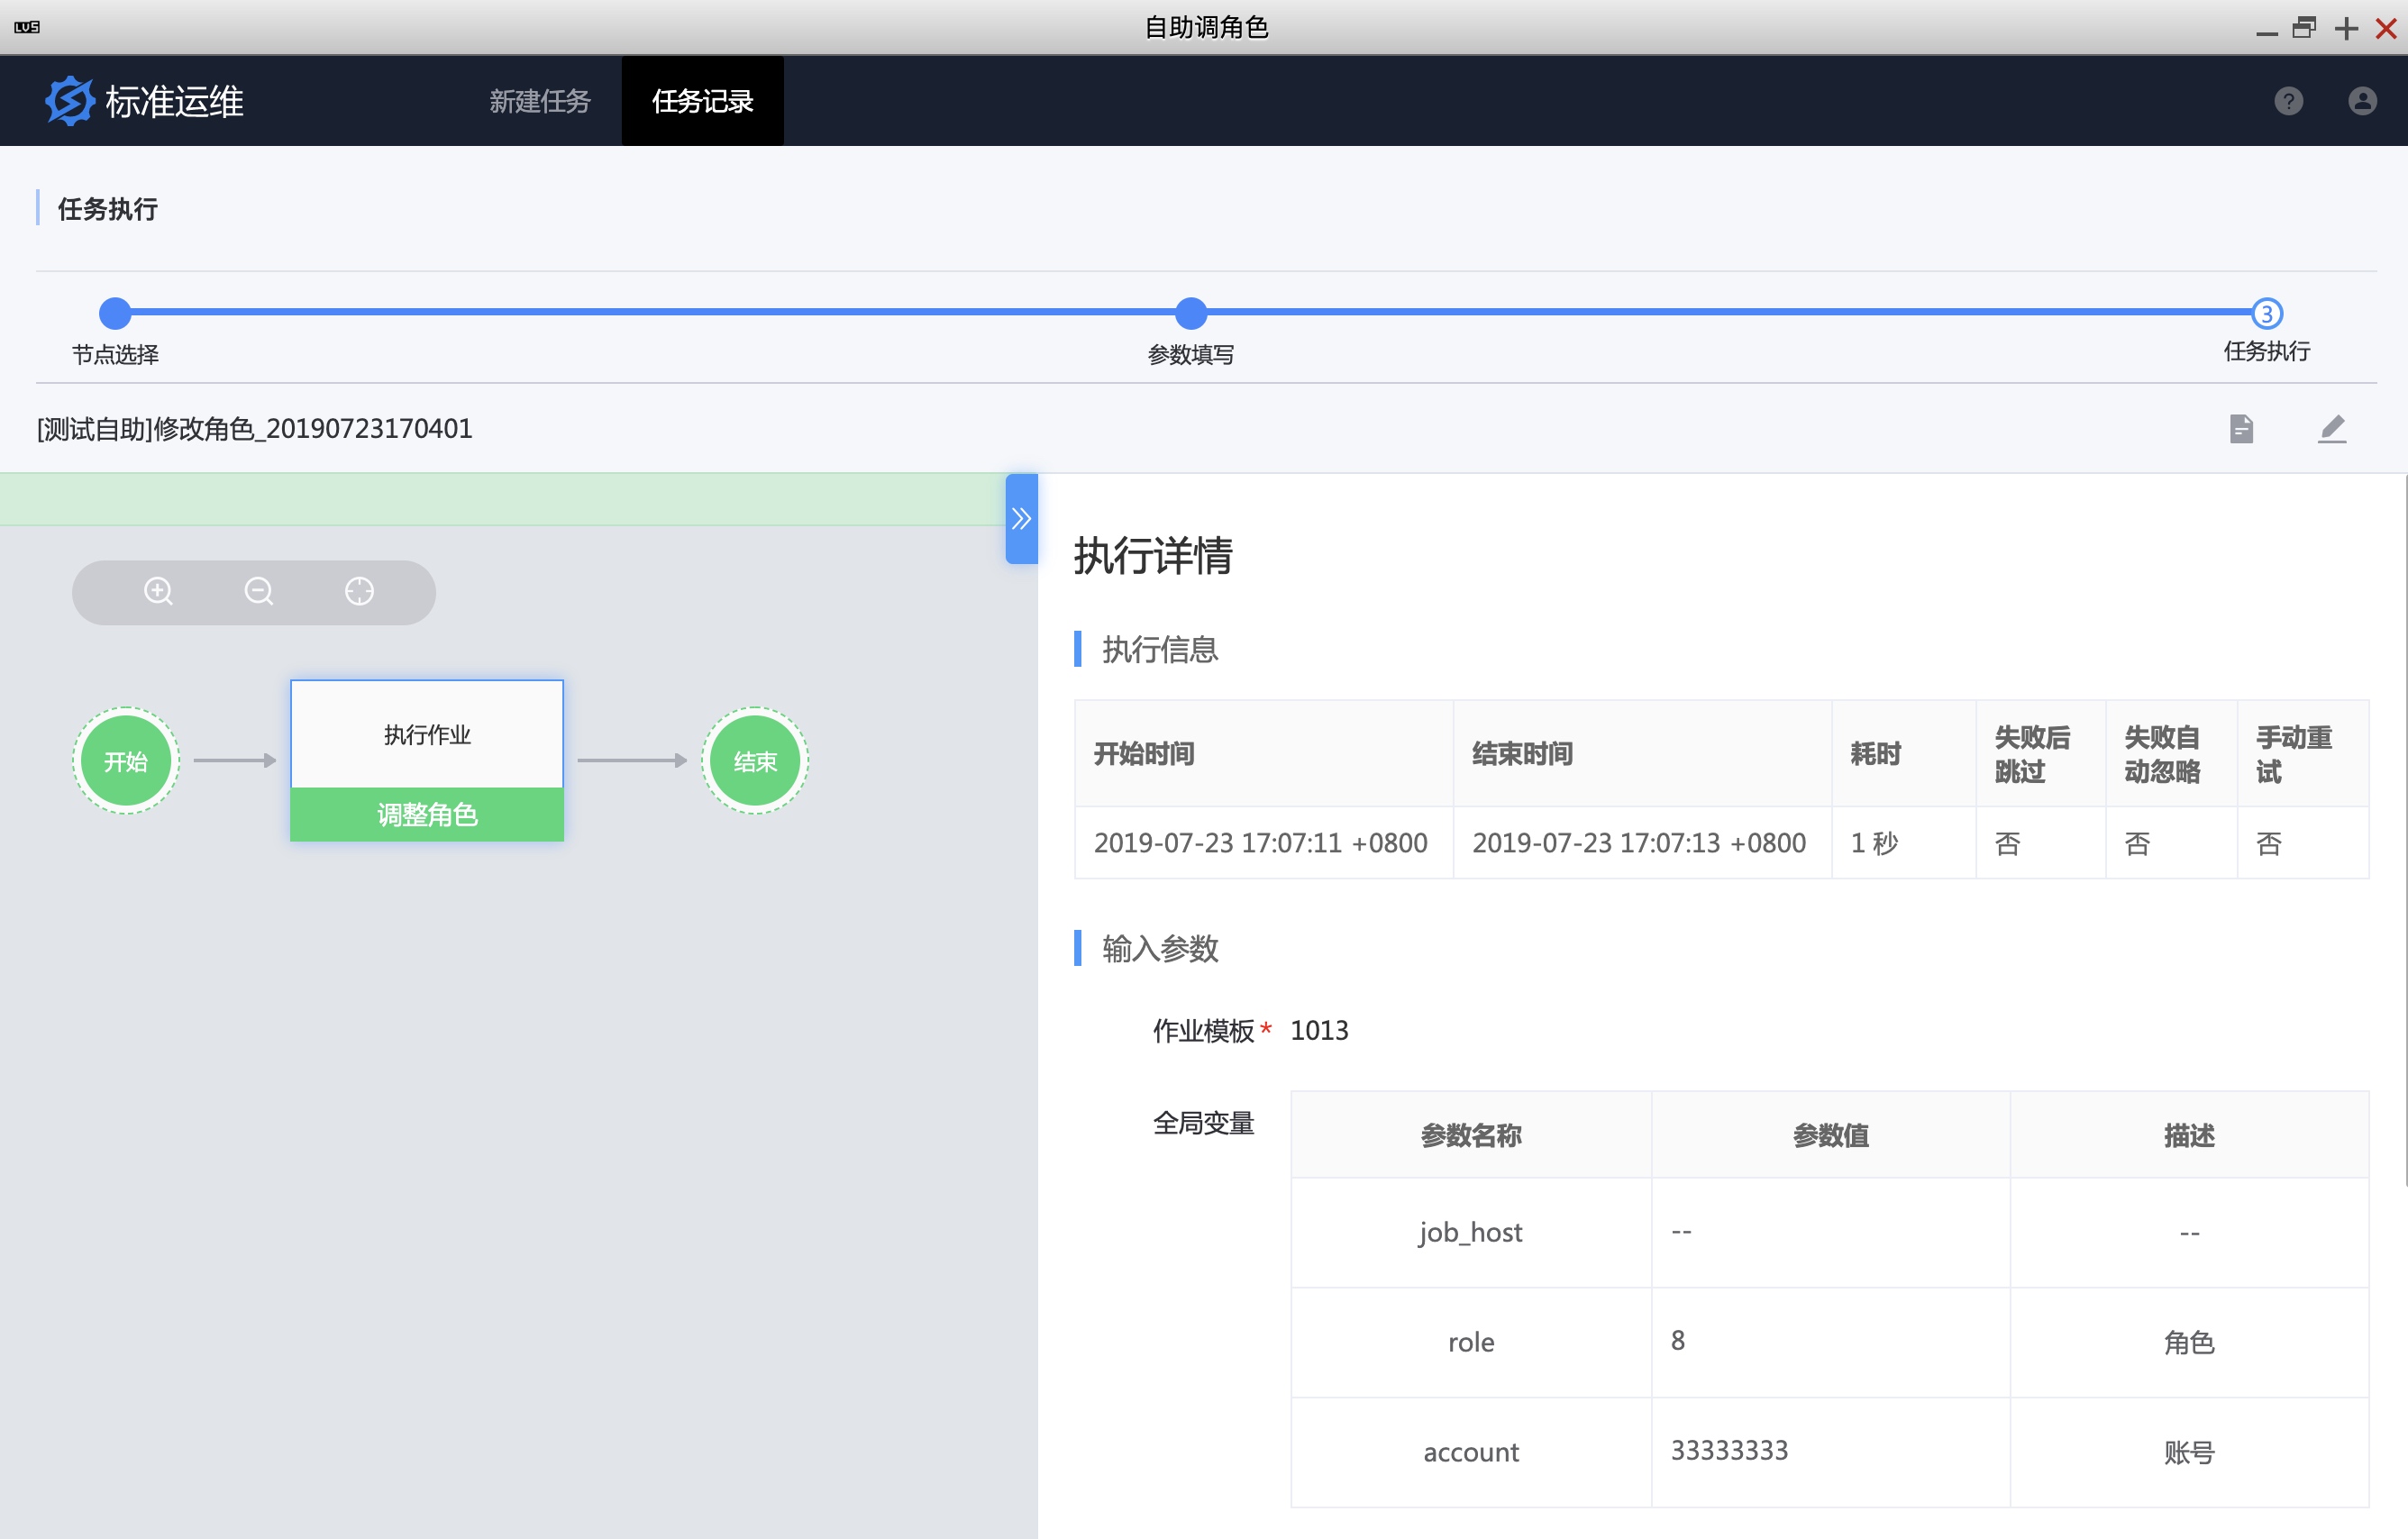 LV5
自助调角色
标准运维
新建任务
任务记录
?
任务执行
3
节点选择
参数填写
任务执行
[测试自助]修改角色_20190723170401
执行详情
开始
执行作业
调整角色
结束
执行信息
开始时间 结束时间 耗时 失败后跳过 失败自动忽略 手动重试
2019-07-23 17:07:11 +0800 2019-07-23 17:07:13 +0800 1 秒 否 否 否
输入参数
作业模板* 1013
全局变量
参数名称 参数值 描述
job_host -- --
role 8 角色
account 33333333 账号